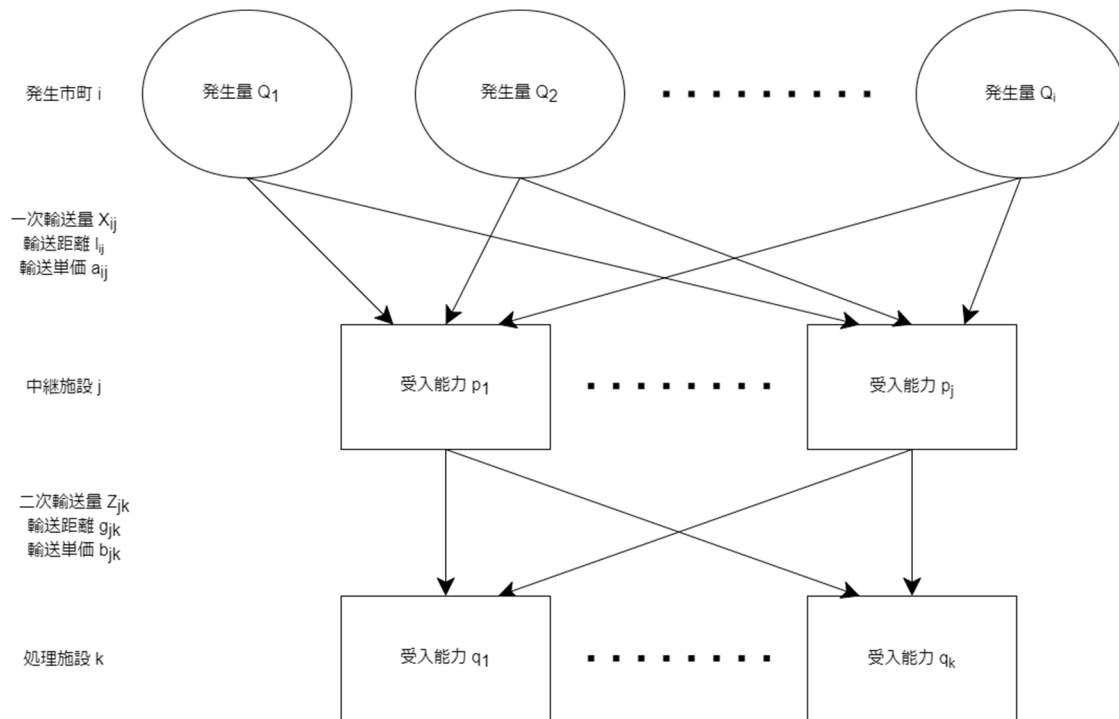 発生市町 i
発生量 Q₁
発生量 Q₂
発生量 Qᵢ
一次輸送量 Xᵢⱼ
輸送距離 lᵢⱼ
輸送単価 aᵢⱼ
中継施設 j
受入能力 p₁
受入能力 pⱼ
二次輸送量 Zⱼₖ
輸送距離 gⱼₖ
輸送単価 bⱼₖ
処理施設 k
受入能力 q₁
受入能力 qₖ